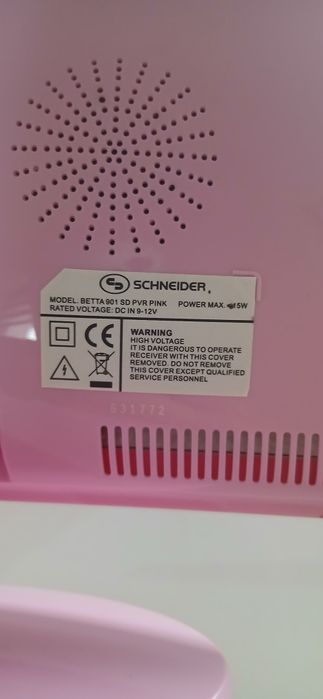 SCHNEIDER
MODEL. BETTA 901 SD PVR PINK POWER MAX. 15W
RATED VOLTAGE: DC IN 9-12V
CE
WARNING
HIGH VOLTAGE
IT IS DANGEROUS TO OPERATE
RECEIVER WITH THIS COVER
REMOVED. DO NOT REMOVE
THIS COVER EXCEPT QUALIFIED
SERVICE PERSONNEL
631772